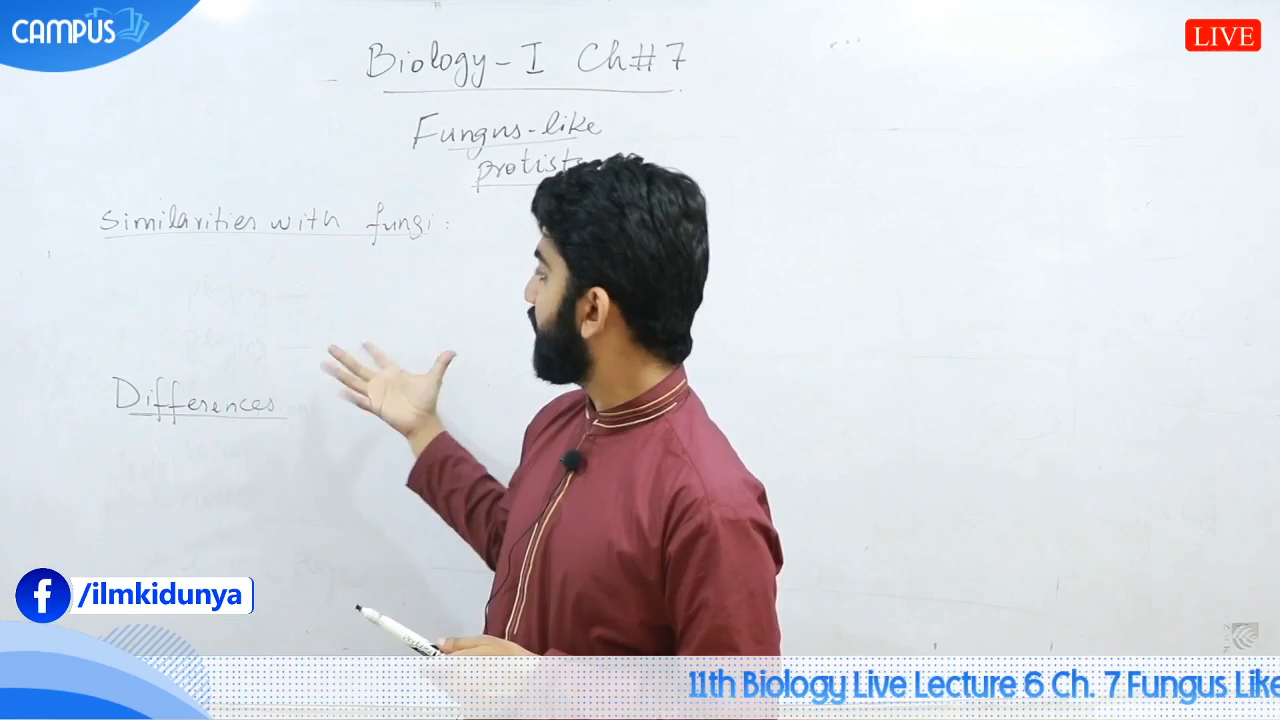 CAMPUS
LIVE
Biology-I Ch#7
Fungus-like
protists
Similarities with fungi:
Differences
/ilmkidunya
11th Biology Live Lecture 6 Ch. 7 Fungus Like